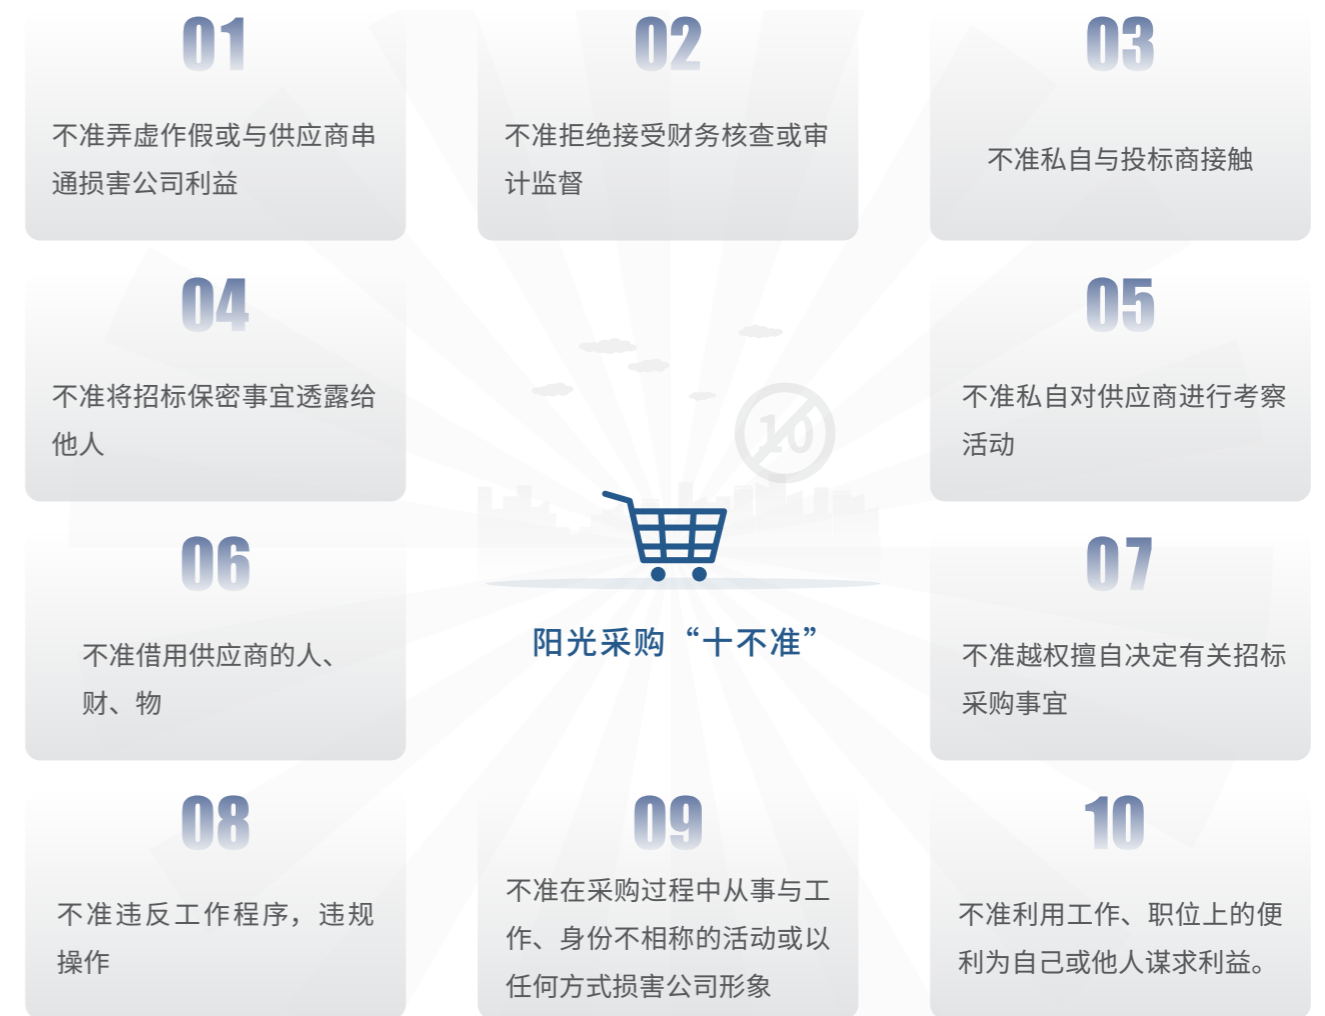 01
不准弄虚作假或与供应商串
通损害公司利益
02
不准拒绝接受财务核查或审
计监督
03
不准私自与投标商接触
04
不准将招标保密事宜透露给
他人
10
05
不准私自对供应商进行考察
活动
阳光采购“十不准”
06
不准借用供应商的人、
财、物
07
不准越权擅自决定有关招标
采购事宜
08
不准违反工作程序，违规
操作
09
不准在采购过程中从事与工
作、身份不相称的活动或以
任何方式损害公司形象
10
不准利用工作、职位上的便
利为自己或他人谋求利益。